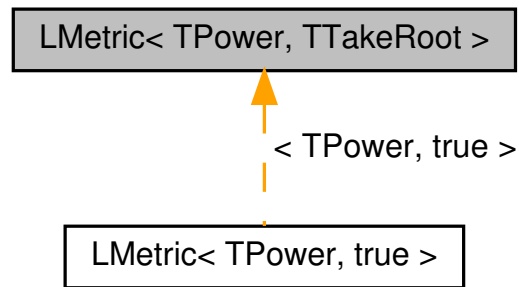 LMetric< TPower, TTakeRoot >
< TPower, true >
LMetric< TPower, true >